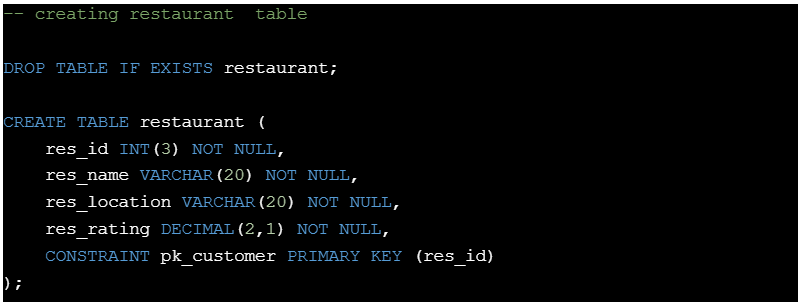 -- creating restaurant  table
DROP TABLE IF EXISTS restaurant;
CREATE TABLE restaurant (
    res_id INT(3) NOT NULL,
    res_name VARCHAR(20) NOT NULL,
    res_location VARCHAR(20) NOT NULL,
    res_rating DECIMAL(2,1) NOT NULL,
    CONSTRAINT pk_customer PRIMARY KEY (res_id)
);